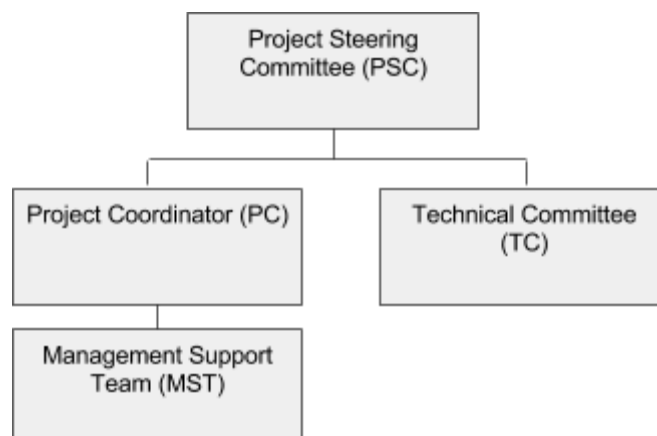 Project Steering
Committee (PSC)
Project Coordinator (PC)
Technical Committee
(TC)
Management Support
Team (MST)